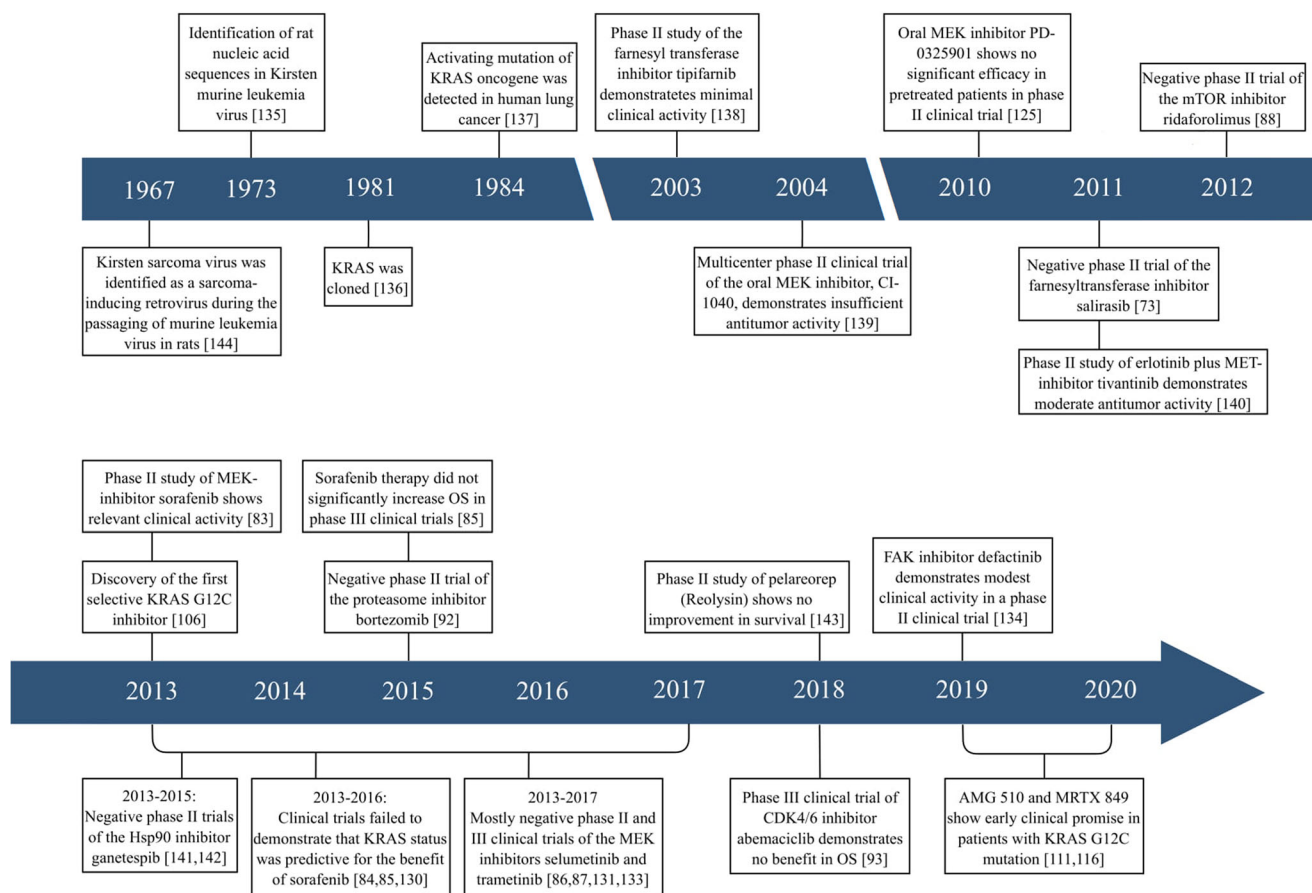 Identification of rat
nucleic acid
sequences in Kirsten
murine leukemia
virus [135]
Activating mutation of
KRAS oncogene was
detected in human lung
cancer [137]
Phase II study of the
farnesyl transferase
inhibitor tipifarnib
demonstratetes minimal
clinical activity [138]
Oral MEK inhibitor PD-
0325901 shows no
significant efficacy in
pretreated patients in phase
II clinical trial [125]
Negative phase II trial of
the mTOR inhibitor
ridaforolimus [88]
1967 1973 1981 1984 2003 2004 2010 2011 2012
Kirsten sarcoma virus was
identified as a sarcoma-
inducing retrovirus during the
passaging of murine leukemia
virus in rats [144]
KRAS was
cloned [136]
Multicenter phase II clinical trial
of the oral MEK inhibitor, CI-
1040, demonstrates insufficient
antitumor activity [139]
Negative phase II trial of the
farnesyltransferase inhibitor
salirasib [73]
Phase II study of erlotinib plus MET-
inhibitor tivantinib demonstrates
moderate antitumor activity [140]
Phase II study of MEK-
inhibitor sorafenib shows
relevant clinical activity [83]
Discovery of the first
selective KRAS G12C
inhibitor [106]
Sorafenib therapy did not
significantly increase OS in
phase III clinical trials [85]
Negative phase II trial of
the proteasome inhibitor
bortezomib [92]
Phase II study of pelareorep
(Reolysin) shows no
improvement in survival [143]
FAK inhibitor defactinib
demonstrates modest
clinical activity in a phase
II clinical trial [134]
2013 2014 2015 2016 2017 2018 2019 2020
2013-2015:
Negative phase II trials
of the Hsp90 inhibitor
ganetespib [141,142]
2013-2016:
Clinical trials failed to
demonstrate that KRAS status
was predictive for the benefit
of sorafenib [84,85,130]
2013-2017
Mostly negative phase II and
III clinical trials of the MEK
inhibitors selumetinib and
trametinib [86,87,131,133]
Phase III clinical trial of
CDK4/6 inhibitor
abemaciclib demonstrates
no benefit in OS [93]
AMG 510 and MRTX 849
show early clinical promise in
patients with KRAS G12C
mutation [111,116]